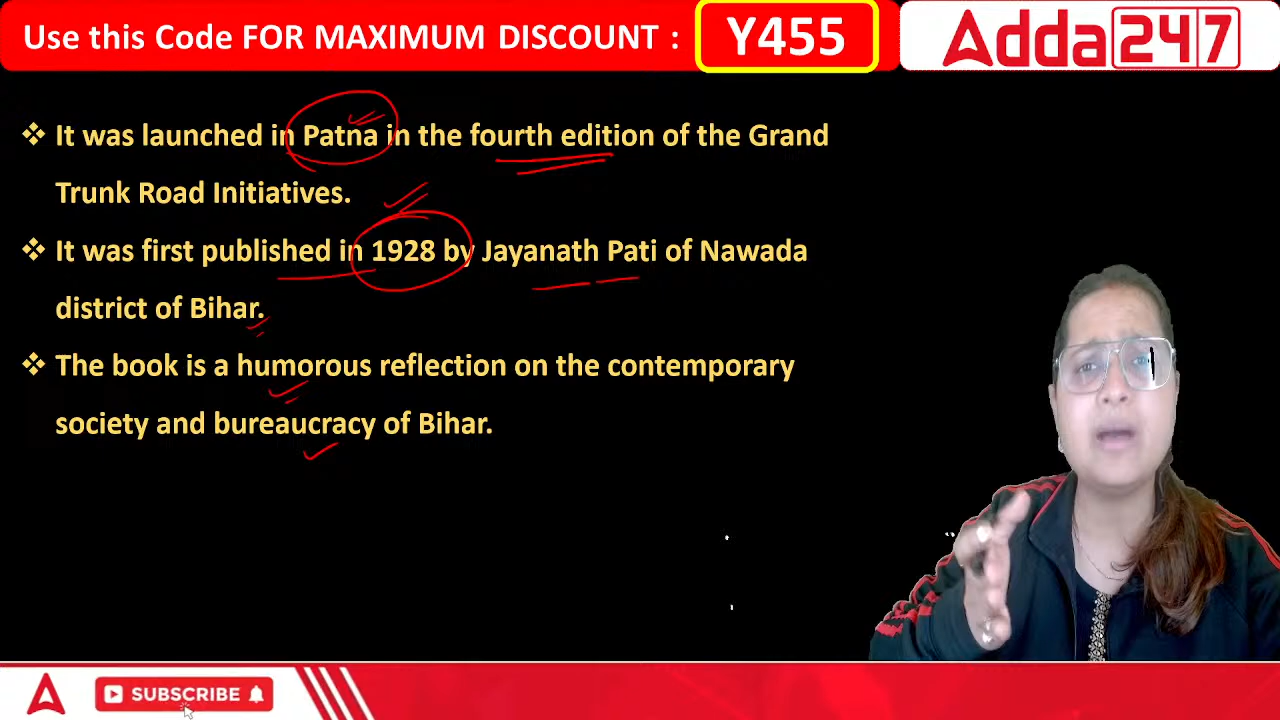 Use this Code FOR MAXIMUM DISCOUNT : Y455 Adda247
❖ It was launched in Patna in the fourth edition of the Grand
Trunk Road Initiatives.
❖ It was first published in 1928 by Jayanath Pati of Nawada
district of Bihar.
❖ The book is a humorous reflection on the contemporary
society and bureaucracy of Bihar.
SUBSCRIBE